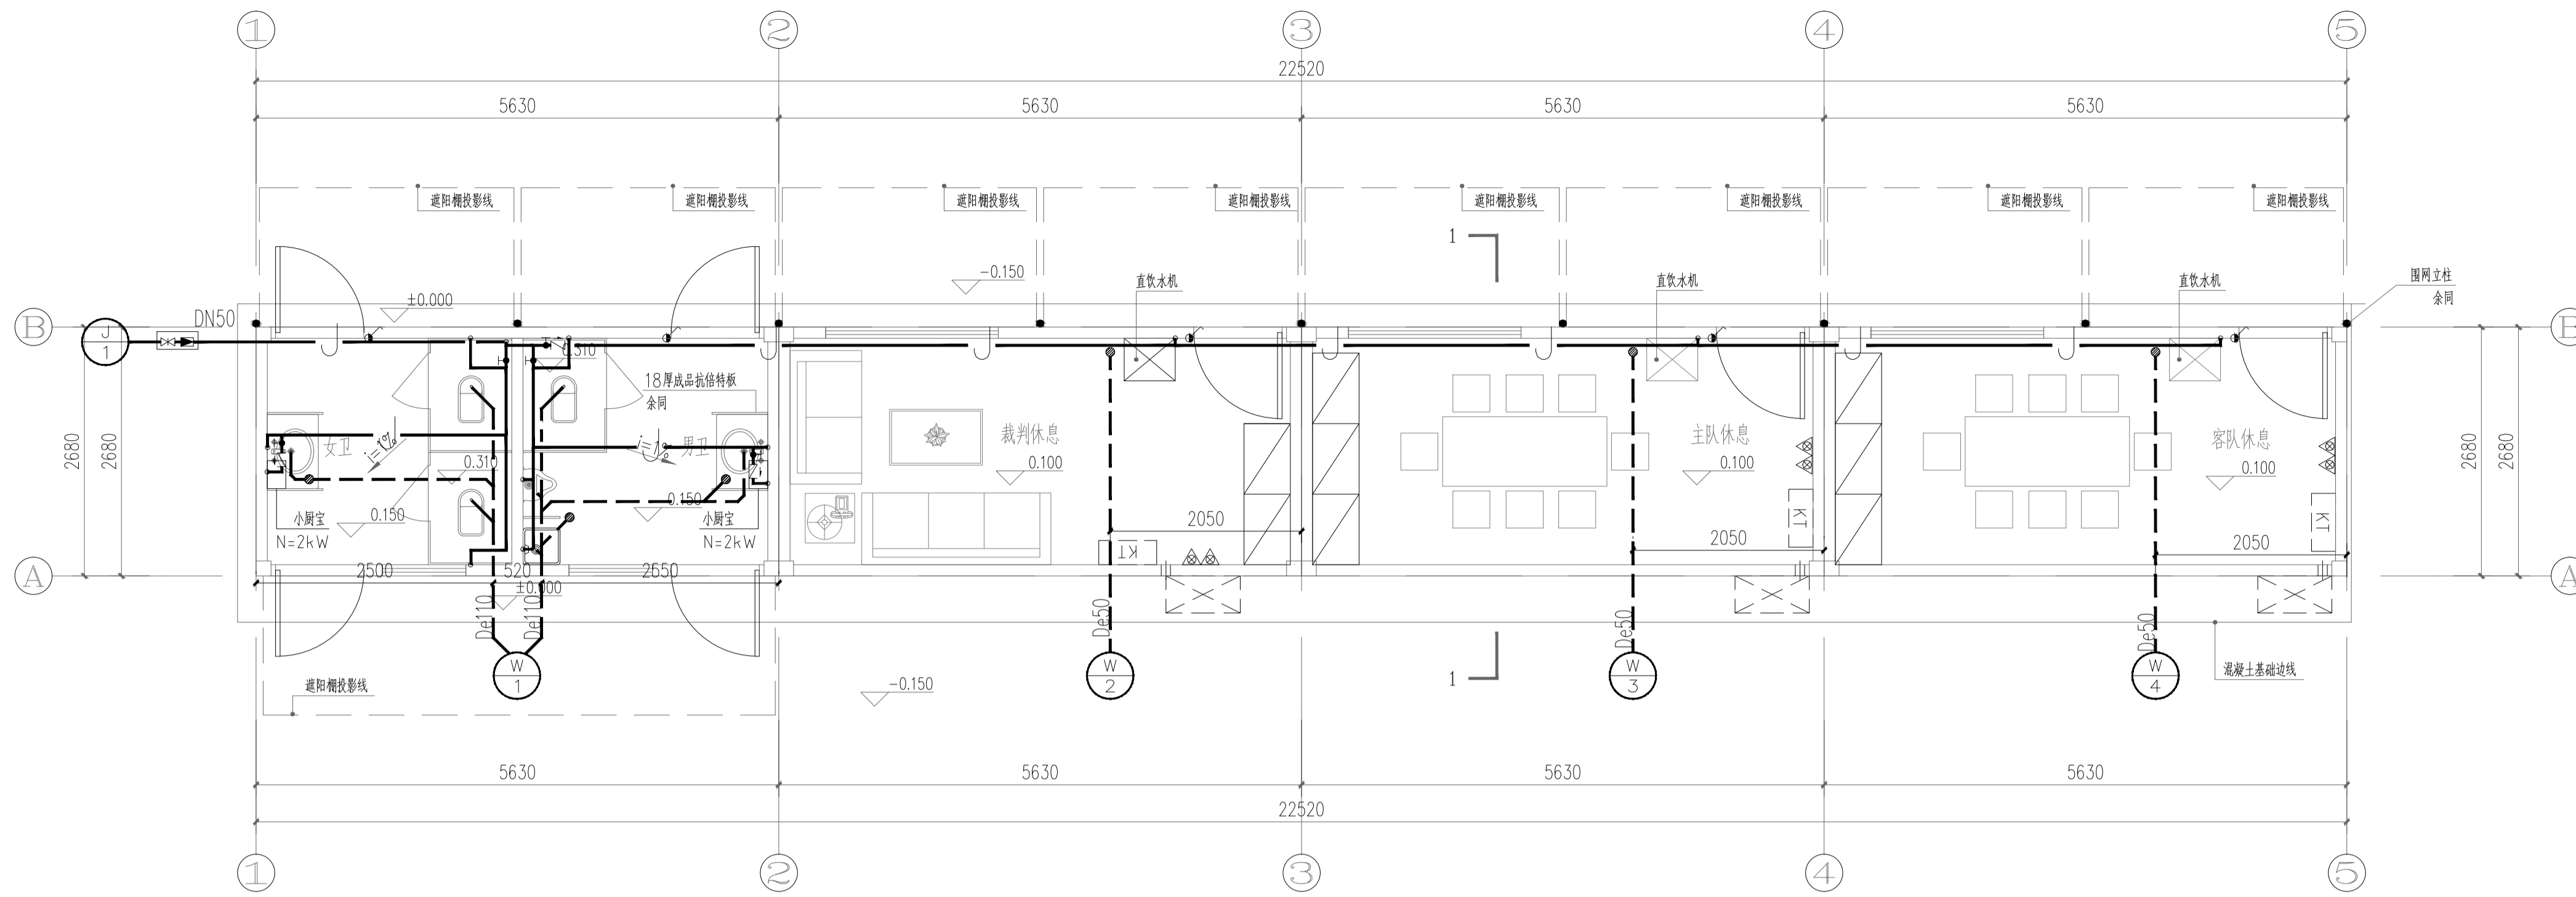 1 2 3 4 5
22520
5630 5630 5630 5630
遮阳棚投影线 遮阳棚投影线 遮阳棚投影线 遮阳棚投影线 遮阳棚投影线 遮阳棚投影线 遮阳棚投影线 遮阳棚投影线
1
-0.150
直饮水机 直饮水机 直饮水机
围网立柱
余同
±0.000
DN50
B J B
1
0.310
18厚成品抗倍特板
余同
女卫 i=1% i=1% 男卫 裁判休息 主队休息 客队休息
2680 2680 2680 2680
0.310 0.100 0.100 0.100
0.150
小厨宝 0.150 小厨宝
N=2kW N=2kW
KT KT KT
2050 2050 2050
A 2500 520 2650 A
±0.000
De110 De110 De50 De50 De50
W W W W
1 2 3 4
1
混凝土基础边线
遮阳棚投影线
-0.150
5630 5630 5630 5630
22520
1 2 3 4 5